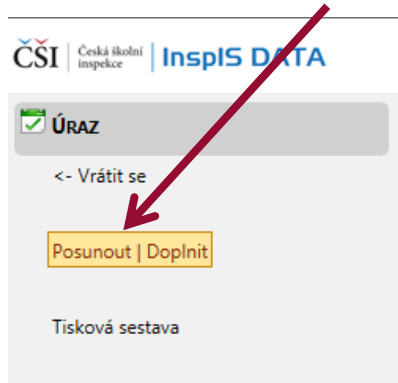 ČŠI Česká školní inspekce InspIS DATA
ÚRAZ
<- Vrátit se
Posunout | Doplnit
Tisková sestava